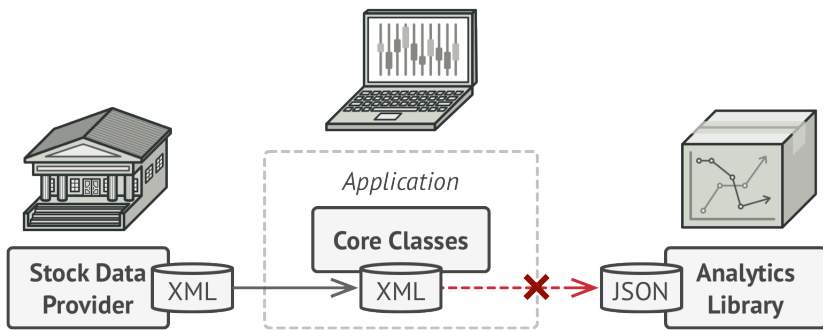 Application
Core Classes
Stock Data
Provider
XML
XML
JSON
Analytics
Library